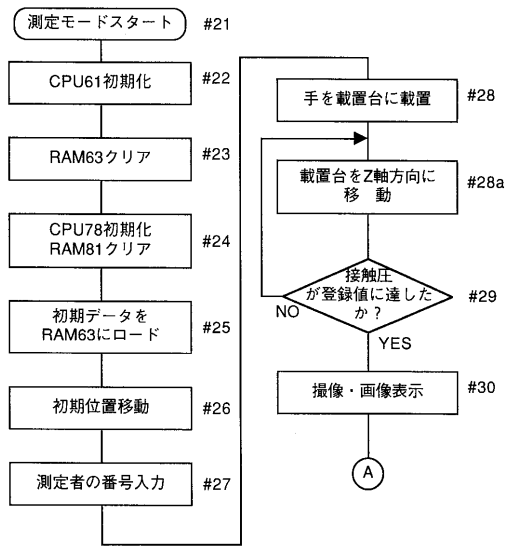 測定モードスタート #21
CPU61初期化 #22
RAM63クリア #23
CPU78初期化
RAM81クリア #24
初期データを
RAM63にロード #25
初期位置移動 #26
測定者の番号入力 #27
手を載置台に載置 #28
載置台をZ軸方向に
移 動 #28a
接触圧
が登録値に達した
か? #29
NO
YES
撮像・画像表示 #30
A